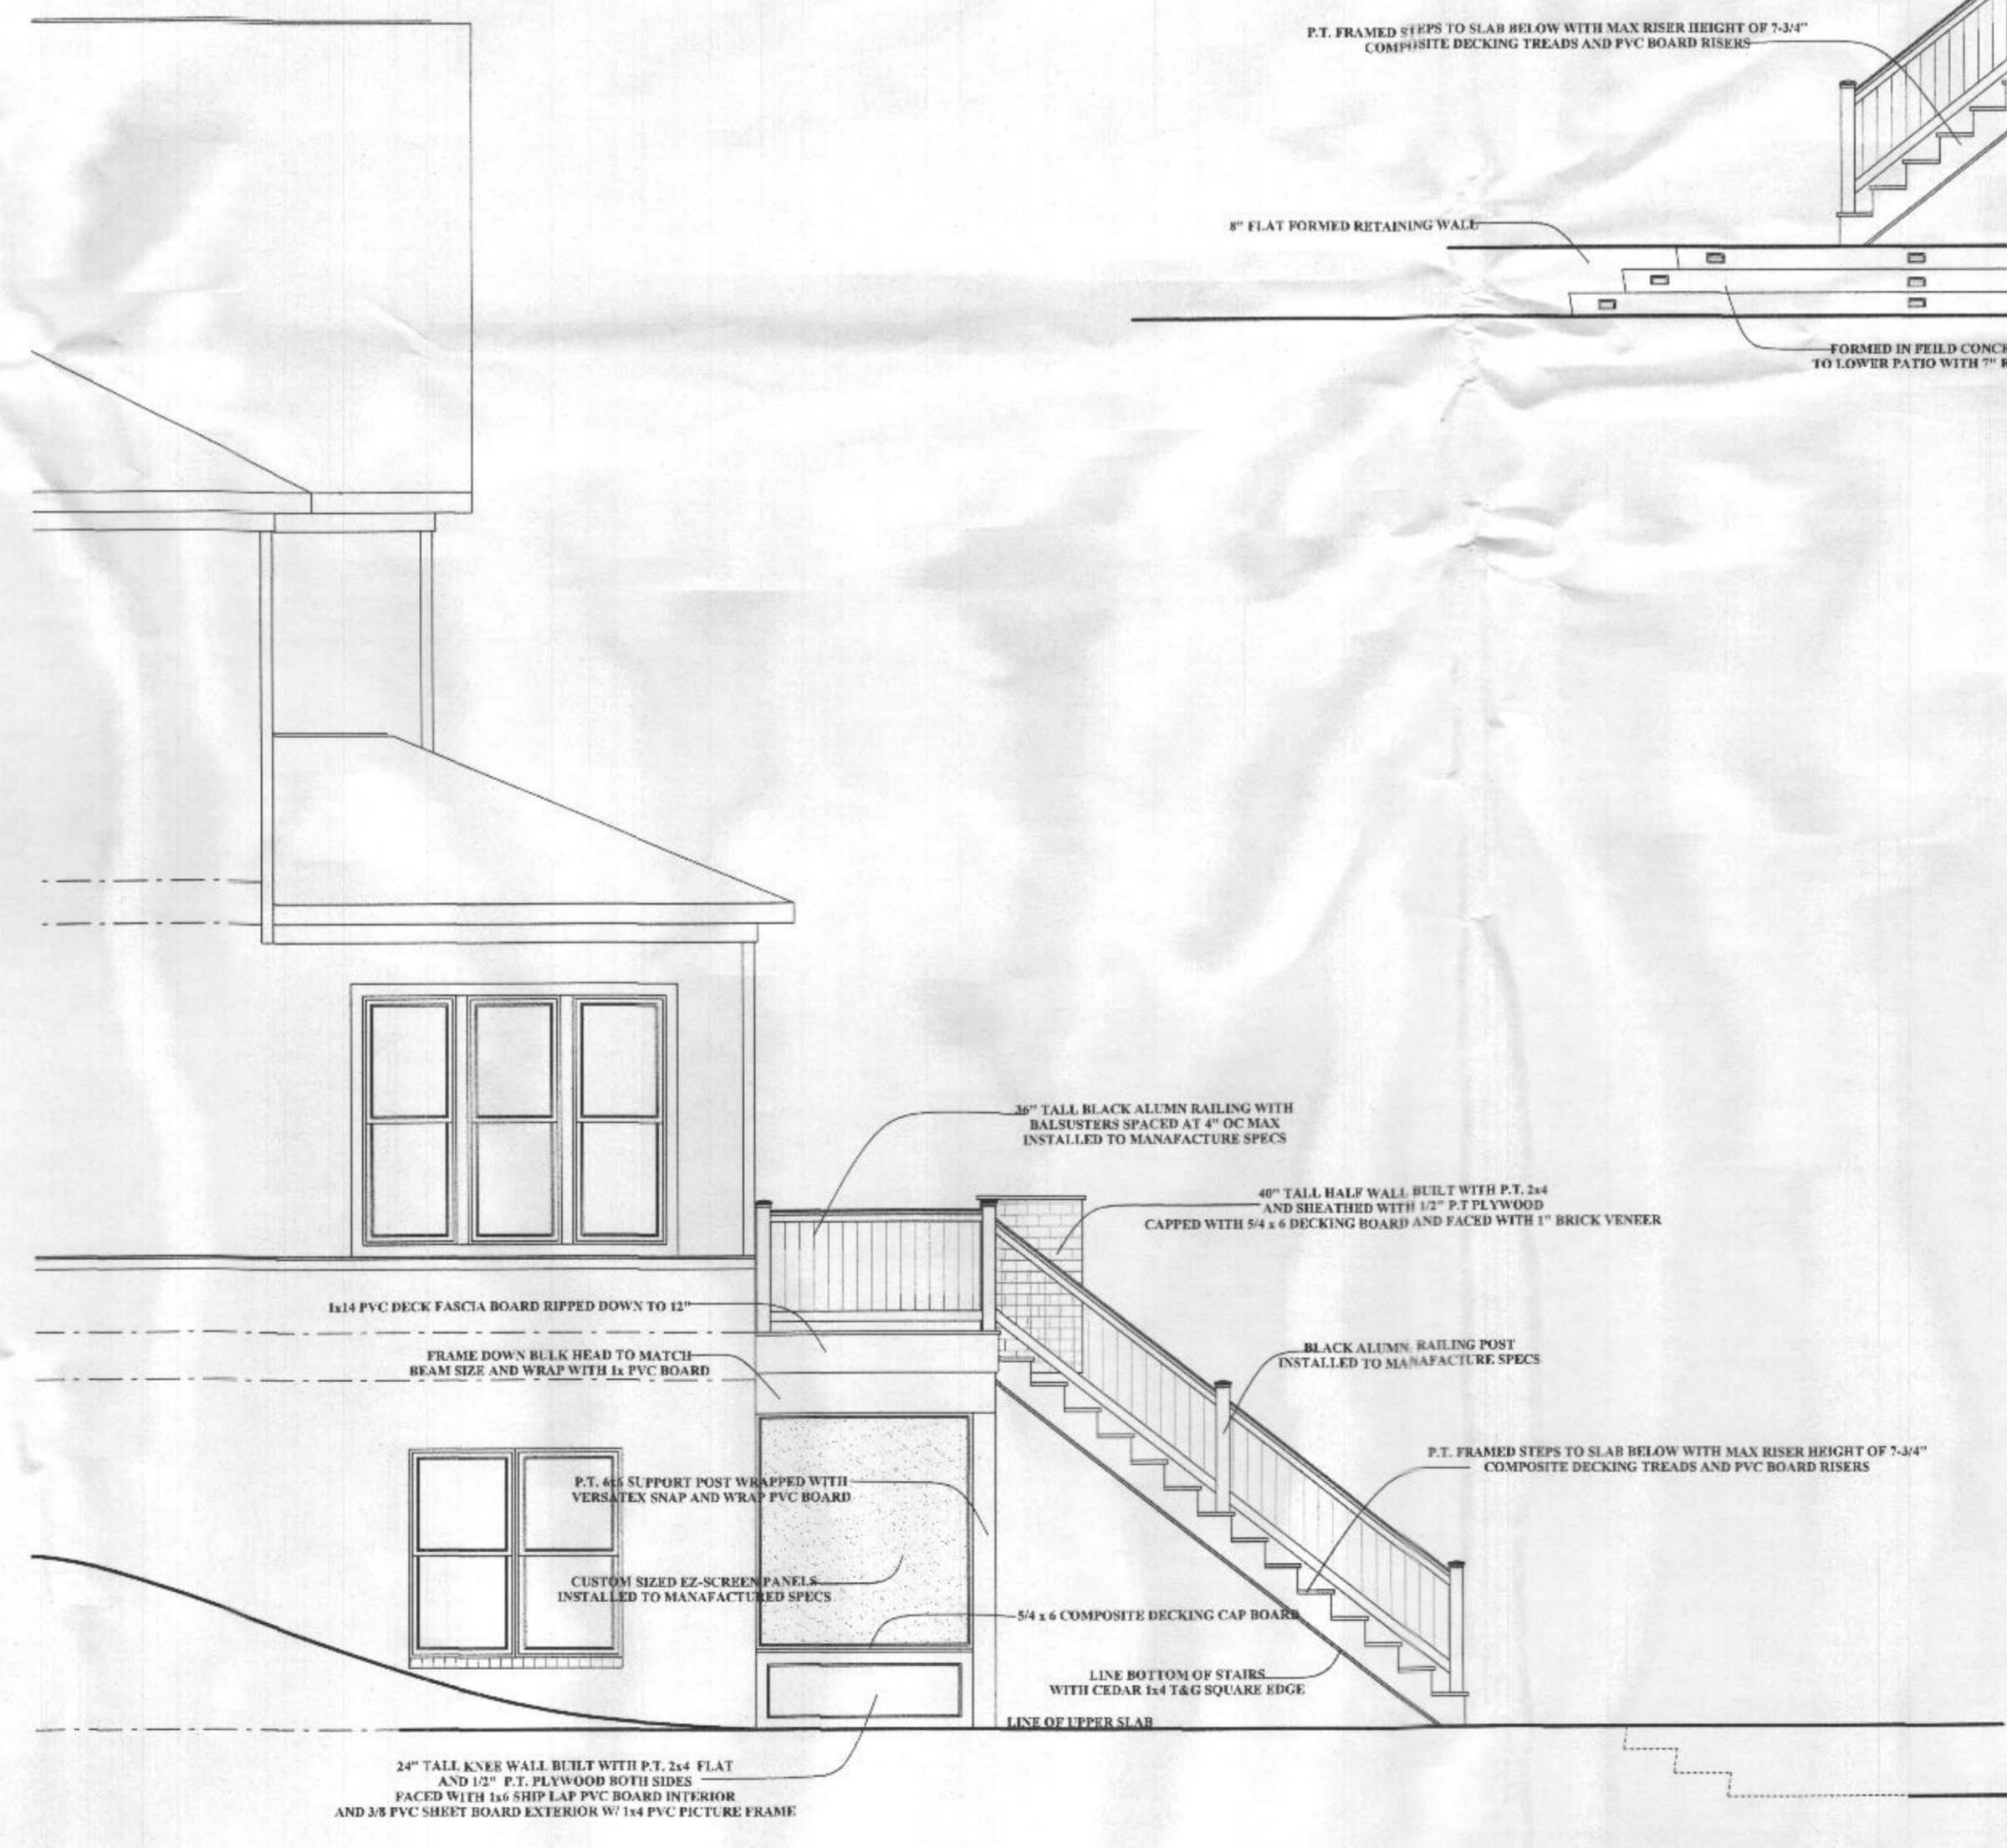 P.T. FRAMED STEPS TO SLAB BELOW WITH MAX RISER HEIGHT OF 7-3/4"
COMPOSITE DECKING TREADS AND PVC BOARD RISERS
8" FLAT FORMED RETAINING WALL
FORMED IN FEILD
TO LOWER PATIO WITH 7"
36" TALL BLACK ALUMN RAILING WITH
BALSUSTERS SPACED AT 4" OC MAX
INSTALLED TO MANAFACTURE SPECS
40" TALL HALF WALL BUILT WITH P.T. 2x4
AND SHEATHED WITH 1/2" P.T PLYWOOD
CAPPED WITH 5/4 x 6 DECKING BOARD AND FACED WITH 1" BRICK VENEER
1x14 PVC DECK FASCIA BOARD RIPPED DOWN TO 12"
FRAME DOWN BULK HEAD TO MATCH
BEAM SIZE AND WRAP WITH 1x PVC BOARD
BLACK ALUMN. RAILING POST
INSTALLED TO MANAFACTURE SPECS
P.T. FRAMED STEPS TO SLAB BELOW WITH MAX RISER HEIGHT OF 7-3/4"
COMPOSITE DECKING TREADS AND PVC BOARD RISERS
P.T. 6x6 SUPPORT POST WRAPPED WITH
VERSATEX SNAP AND WRAP PVC BOARD
CUSTOM SIZED EZ-SCREEN PANELS
INSTALLED TO MANAFACTURED SPECS
5/4 x 6 COMPOSITE DECKING CAP BOARD
LINE BOTTOM OF STAIRS
WITH CEDAR 1x4 T&G SQUARE EDGE
LINE OF UPPER SLAB
24" TALL KNEE WALL BUILT WITH P.T. 2x4 FLAT
AND 1/2" P.T. PLYWOOD BOTH SIDES
FACED WITH 1x6 SHIP LAP PVC BOARD INTERIOR
AND 3/8 PVC SHEET BOARD EXTERIOR W/ 1x4 PVC PICTURE FRAME